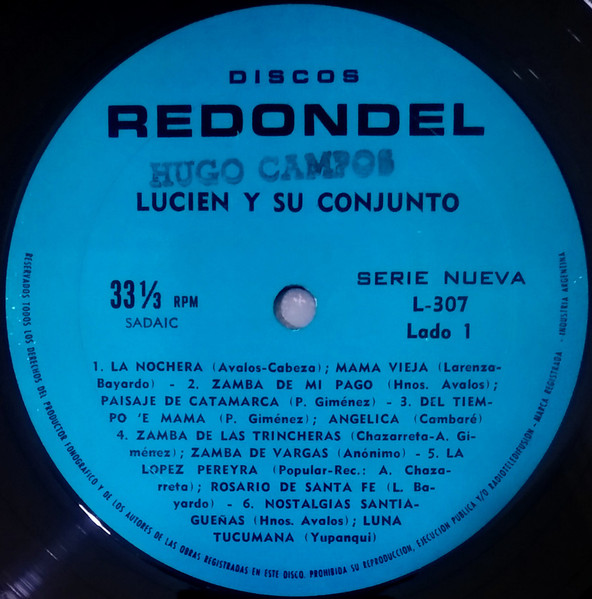 DISCOS
REDONDEL
HUGO CAMPOS
LUCIEN Y SU CONJUNTO
33 1/3 RPM
SADAIC
SERIE NUEVA
L-307
Lado 1
1. LA NOCHERA (Avalos-Cabeza); MAMA VIEJA (Larenza-
Bayardo) - 2. ZAMBA DE MI PAGO (Hnos. Avalos);
PAISAJE DE CATAMARCA (P. Giménez) - 3. DEL TIEM-
PO 'E MAMA (P. Giménez); ANGELICA (Cambaré)
4. ZAMBA DE LAS TRINCHERAS (Chazarreta-A. Gi-
ménez); ZAMBA DE VARGAS (Anónimo) - 5. LA
LOPEZ PEREYRA (Popular-Rec.: A. Chaza-
rreta); ROSARIO DE SANTA FE (L. Ba-
yardo) - 6. NOSTALGIAS SANTIA-
GUEÑAS (Hnos. Avalos); LUNA
TUCUMANA (Yupanqui)
RESERVADOS TODOS LOS DERECHOS DEL PRODUCTOR FONOGRAFICO Y DE LOS AUTORES DE LAS OBRAS REGISTRADAS EN ESTE DISCO. PROHIBIDA SU REPRODUCCION, EJECUCION PUBLICA Y/O RADIOTELEDIFUSION - MARCA REGISTRADA - INDUSTRIA ARGENTINA